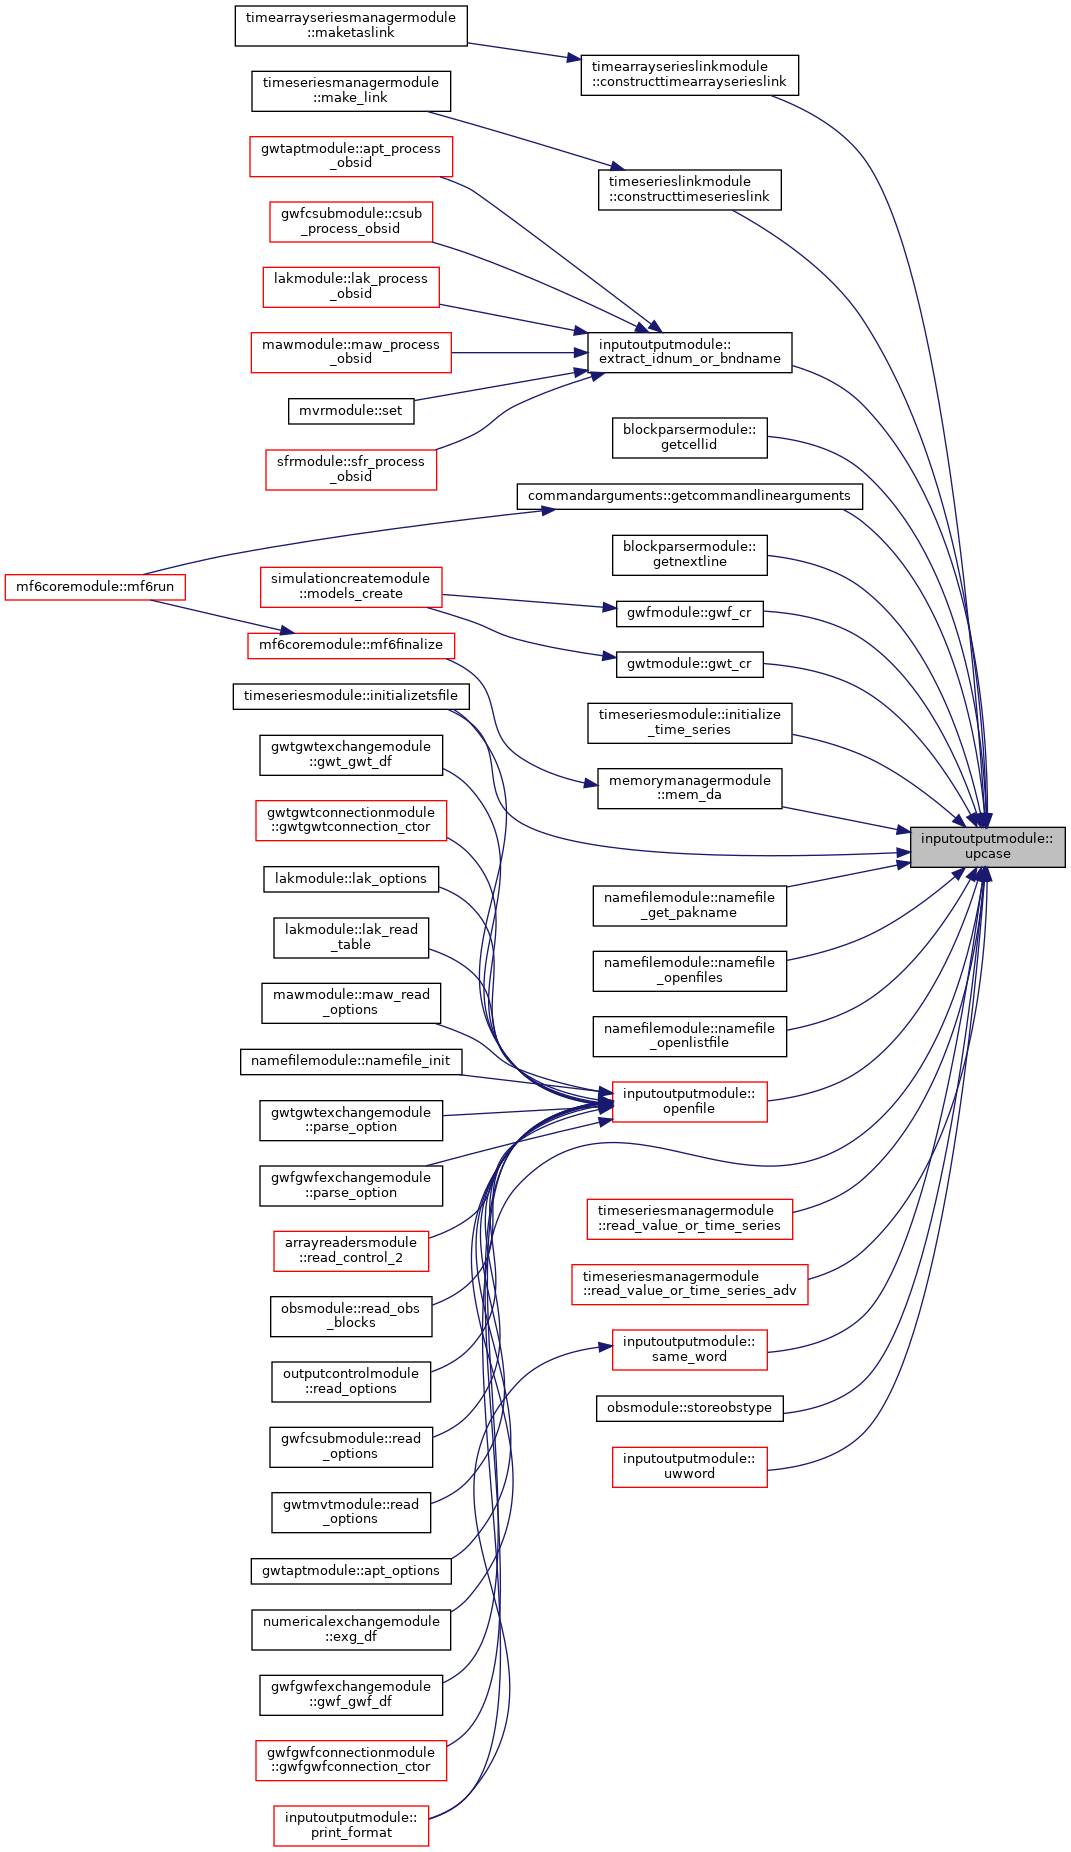 timearrayseriesmanagermodule
::maketaslink
timearrayserieslinkmodule
::constructtimearrayserieslink
timeseriesmanagermodule
::make_link
gwtaptmodule::apt_process
_obsid
timeserieslinkmodule
::constructtimeserieslink
gwfcsubmodule::csub
_process_obsid
lakmodule::lak_process
_obsid
mawmodule::maw_process
_obsid
inputoutputmodule::
extract_idnum_or_bndname
mvrmodule::set
blockparsermodule::
getcellid
sfrmodule::sfr_process
_obsid
commandarguments::getcommandlinearguments
blockparsermodule::
getnextline
mf6coremodule::mf6run
simulationcreatemodule
::models_create
gwfmodule::gwf_cr
mf6coremodule::mf6finalize
gwtmodule::gwt_cr
timeseriesmodule::initializetsfile
timeseriesmodule::initialize
_time_series
gwtgwtexchangemodule
::gwt_gwt_df
memorymanagermodule
::mem_da
gwtgwtconnectionmodule
::gwtgwtconnection_ctor
inputoutputmodule::
upcase
lakmodule::lak_options
namefilemodule::namefile
_get_pakname
lakmodule::lak_read
_table
namefilemodule::namefile
_openfiles
mawmodule::maw_read
_options
namefilemodule::namefile
_openlistfile
namefilemodule::namefile_init
inputoutputmodule::
openfile
gwtgwtexchangemodule
::parse_option
gwfgwfexchangemodule
::parse_option
timeseriesmanagermodule
::read_value_or_time_series
arrayreadersmodule
::read_control_2
timeseriesmanagermodule
::read_value_or_time_series_adv
obsmodule::read_obs
_blocks
inputoutputmodule::
same_word
outputcontrolmodule
::read_options
obsmodule::storeobstype
gwfcsubmodule::read
_options
inputoutputmodule::
uwword
gwtmvtmodule::read
_options
gwtaptmodule::apt_options
numericalexchangemodule
::exg_df
gwfgwfexchangemodule
::gwf_gwf_df
gwfgwfconnectionmodule
::gwfgwfconnection_ctor
inputoutputmodule::
print_format